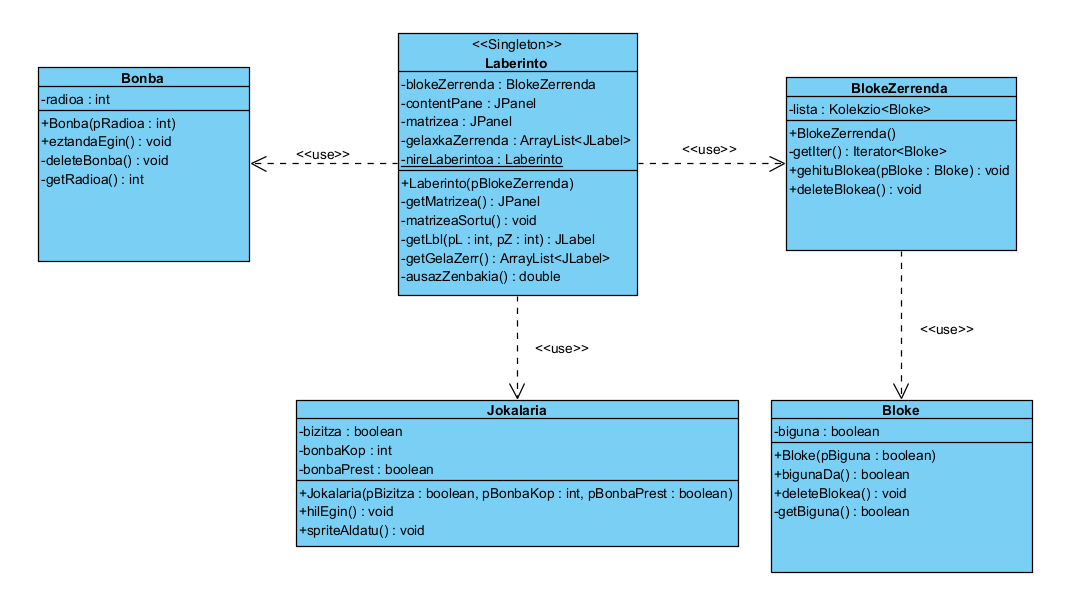 Bonba
-radioa : int
+Bonba(pRadioa : int)
+eztandaEgin() : void
-deleteBonba() : void
-getRadioa() : int
<<use>>
<<Singleton>>
Laberinto
-blokeZerrenda : BlokeZerrenda
-contentPane : JPanel
-matrizea : JPanel
-gelaxkaZerrenda : ArrayList<JLabel>
-nireLaberintoa : Laberinto
+Laberinto(pBlokeZerrenda)
-getMatrizea() : JPanel
-matrizeaSortu() : void
-getLbl(pL : int, pZ : int) : JLabel
-getGelaZerr() : ArrayList<JLabel>
-ausazZenbakia() : double
<<use>>
BlokeZerrenda
-lista : Kolekzio<Bloke>
+BlokeZerrenda()
-getIter() : Iterator<Bloke>
+gehituBlokea(pBloke : Bloke) : void
+deleteBlokea() : void
<<use>>
<<use>>
Jokalaria
-bizitza : boolean
-bonbaKop : int
-bonbaPrest : boolean
+Jokalaria(pBizitza : boolean, pBonbaKop : int, pBonbaPrest : boolean)
+hilEgin() : void
+spriteAldatu() : void
Bloke
-biguna : boolean
+Bloke(pBiguna : boolean)
+bigunaDa() : boolean
+deleteBlokea() : void
-getBiguna() : boolean